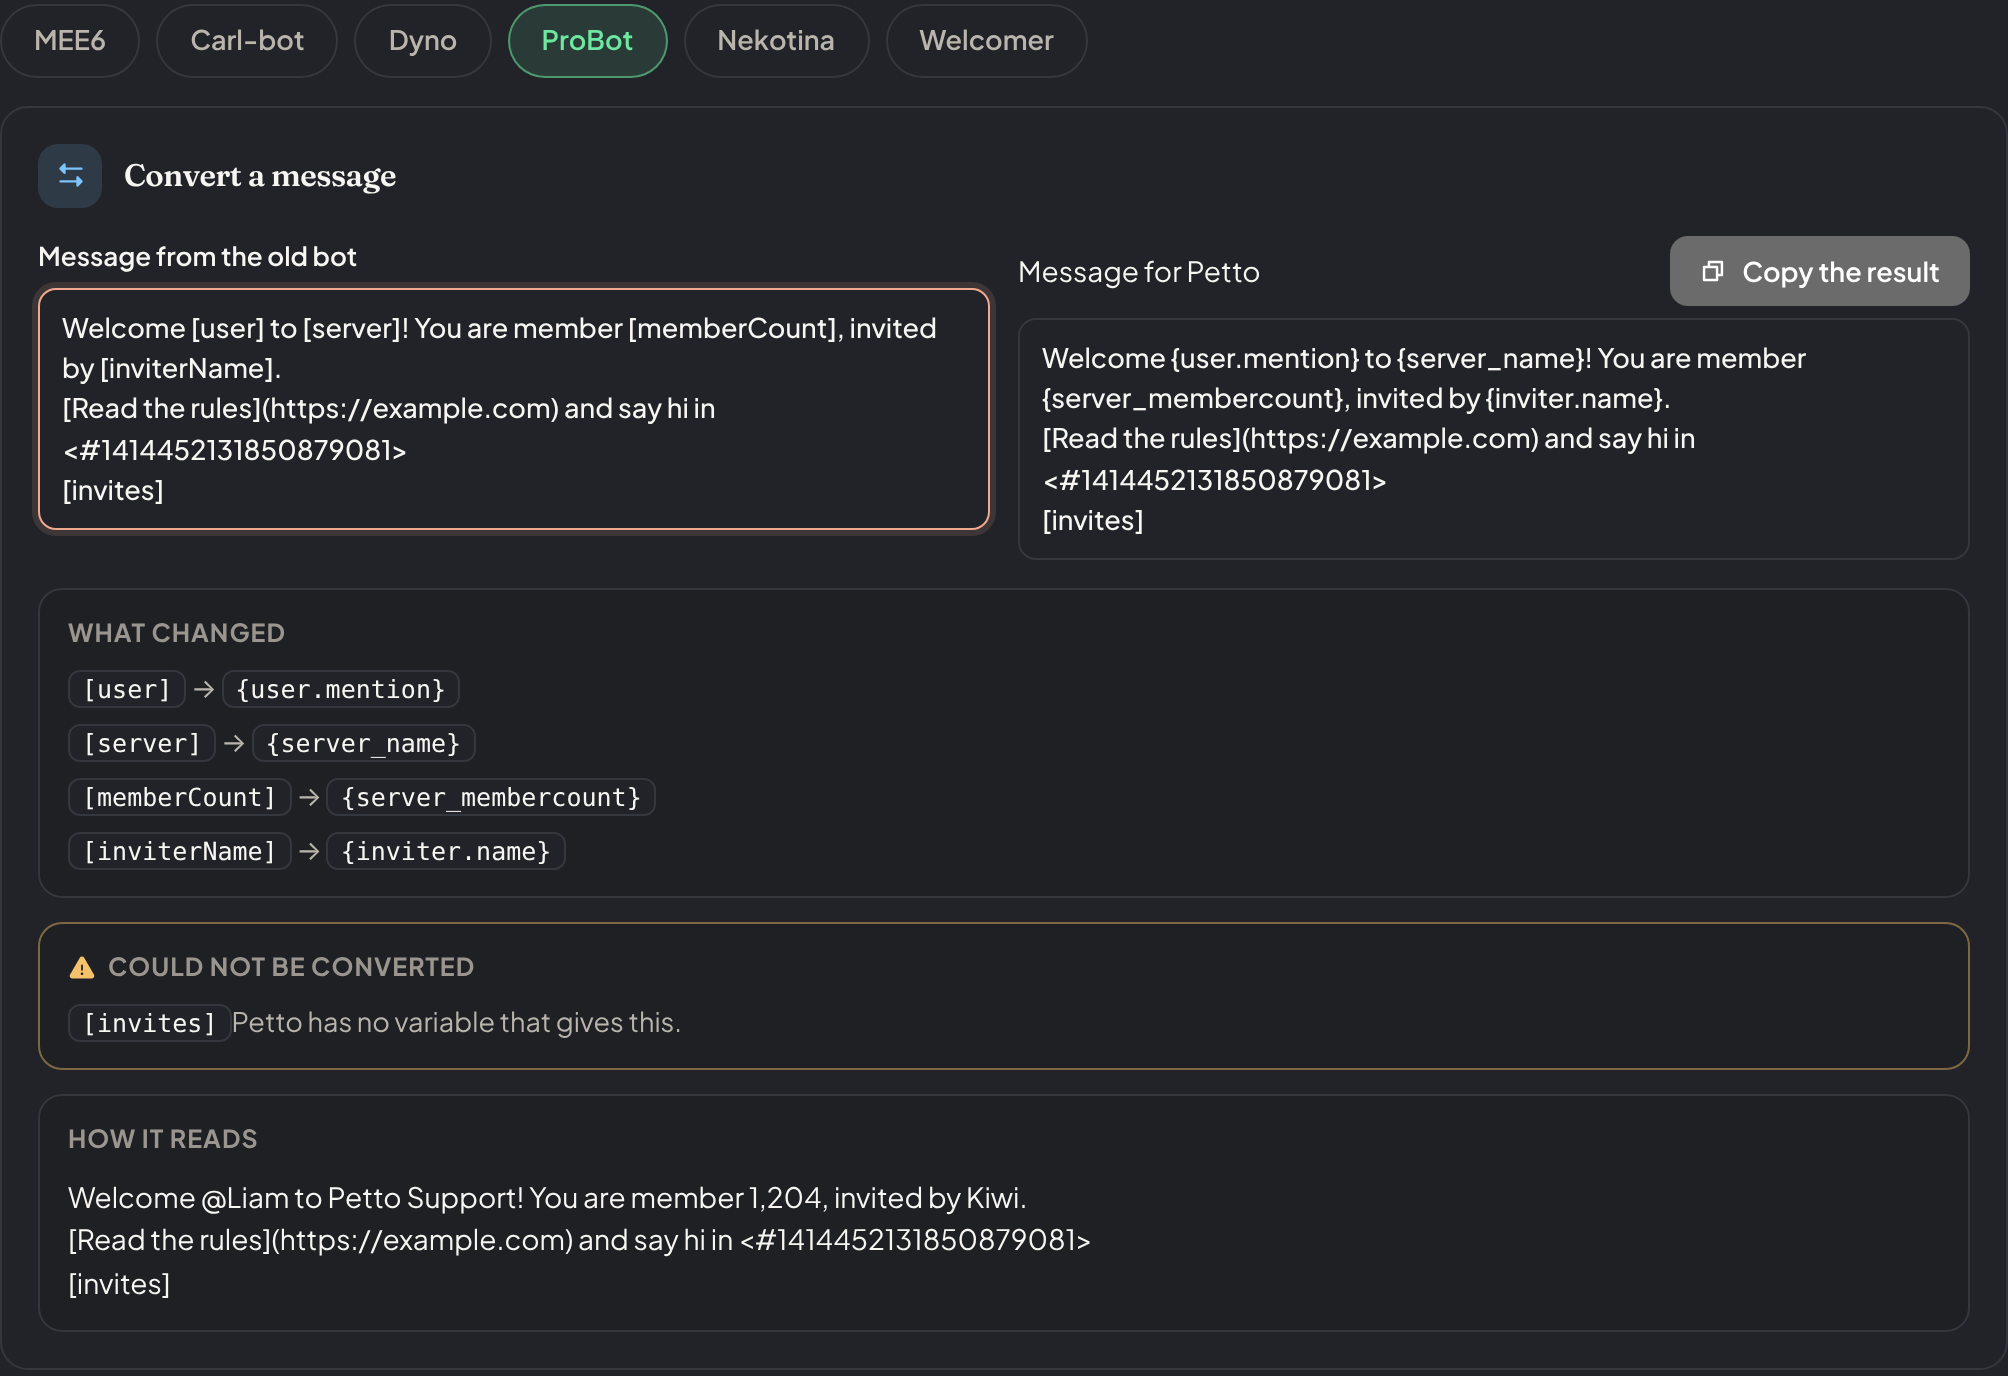 MEE6
Carl-bot
Dyno
ProBot
Nekotina
Welcomer
Convert a message
Message from the old bot
Welcome [user] to [server]! You are member [memberCount], invited
by [inviterName].
[Read the rules](https://example.com) and say hi in
<#1414452131850879081>
[invites]
Message for Petto
Copy the result
Welcome {user.mention} to {server_name}! You are member
{server_membercount}, invited by {inviter.name}.
[Read the rules](https://example.com) and say hi in
<#1414452131850879081>
[invites]
WHAT CHANGED
[user] → {user.mention}
[server] → {server_name}
[memberCount] → {server_membercount}
[inviterName] → {inviter.name}
COULD NOT BE CONVERTED
[invites] Petto has no variable that gives this.
HOW IT READS
Welcome @Liam to Petto Support! You are member 1,204, invited by Kiwi.
[Read the rules](https://example.com) and say hi in <#1414452131850879081>
[invites]